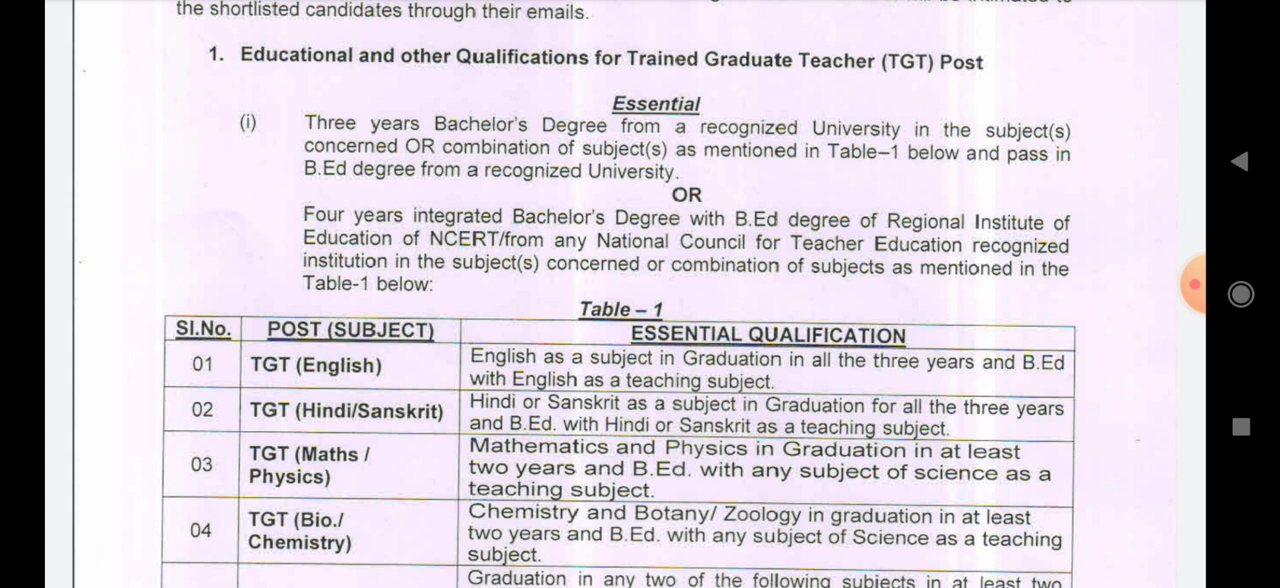 the shortlisted candidates through their emails.
1. Educational and other Qualifications for Trained Graduate Teacher (TGT) Post
Essential
(i) Three years Bachelor's Degree from a recognized University in the subject(s)
concerned OR combination of subject(s) as mentioned in Table–1 below and pass in
B.Ed degree from a recognized University.
OR
Four years integrated Bachelor's Degree with B.Ed degree of Regional Institute of
Education of NCERT/from any National Council for Teacher Education recognized
institution in the subject(s) concerned or combination of subjects as mentioned in the
Table-1 below:
Table – 1
SI.No. POST (SUBJECT) ESSENTIAL QUALIFICATION
01 TGT (English) English as a subject in Graduation in all the three years and B.Ed
with English as a teaching subject.
02 TGT (Hindi/Sanskrit) Hindi or Sanskrit as a subject in Graduation for all the three years
and B.Ed. with Hindi or Sanskrit as a teaching subject.
03 TGT (Maths / Physics) Mathematics and Physics in Graduation in at least
two years and B.Ed. with any subject of science as a
teaching subject.
04 TGT (Bio./ Chemistry) Chemistry and Botany/ Zoology in graduation in at least
two years and B.Ed. with any subject of Science as a teaching
subject.
Graduation in any two of the following subjects in at least two